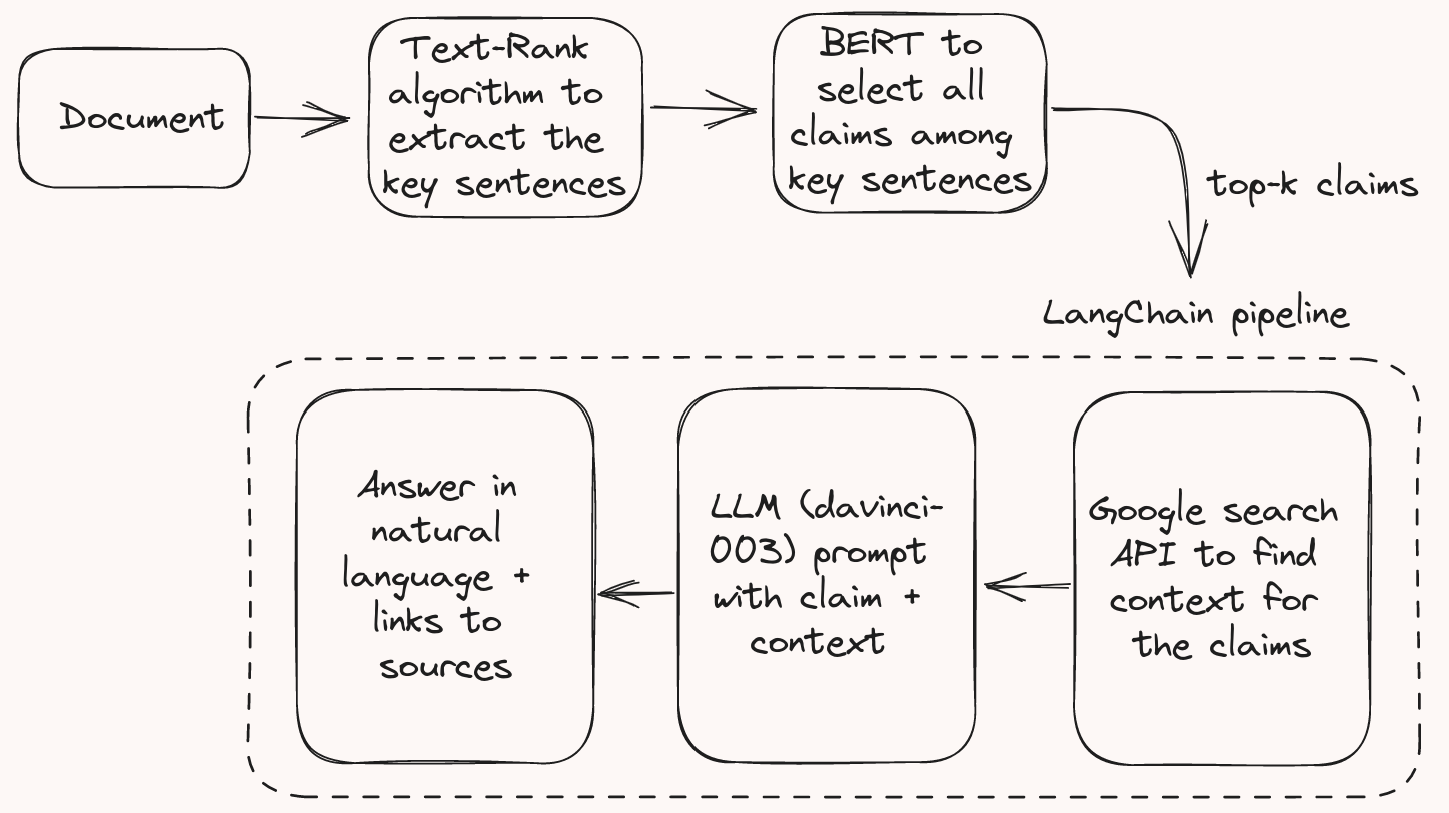 Document
Text-Rank
algorithm to
extract the
key sentences
BERT to
select all
claims among
key sentences
top-k claims
LangChain pipeline
Google search
API to find
context for
the claims
LLM (davinci-
003) prompt
with claim +
context
Answer in
natural
language +
links to
sources